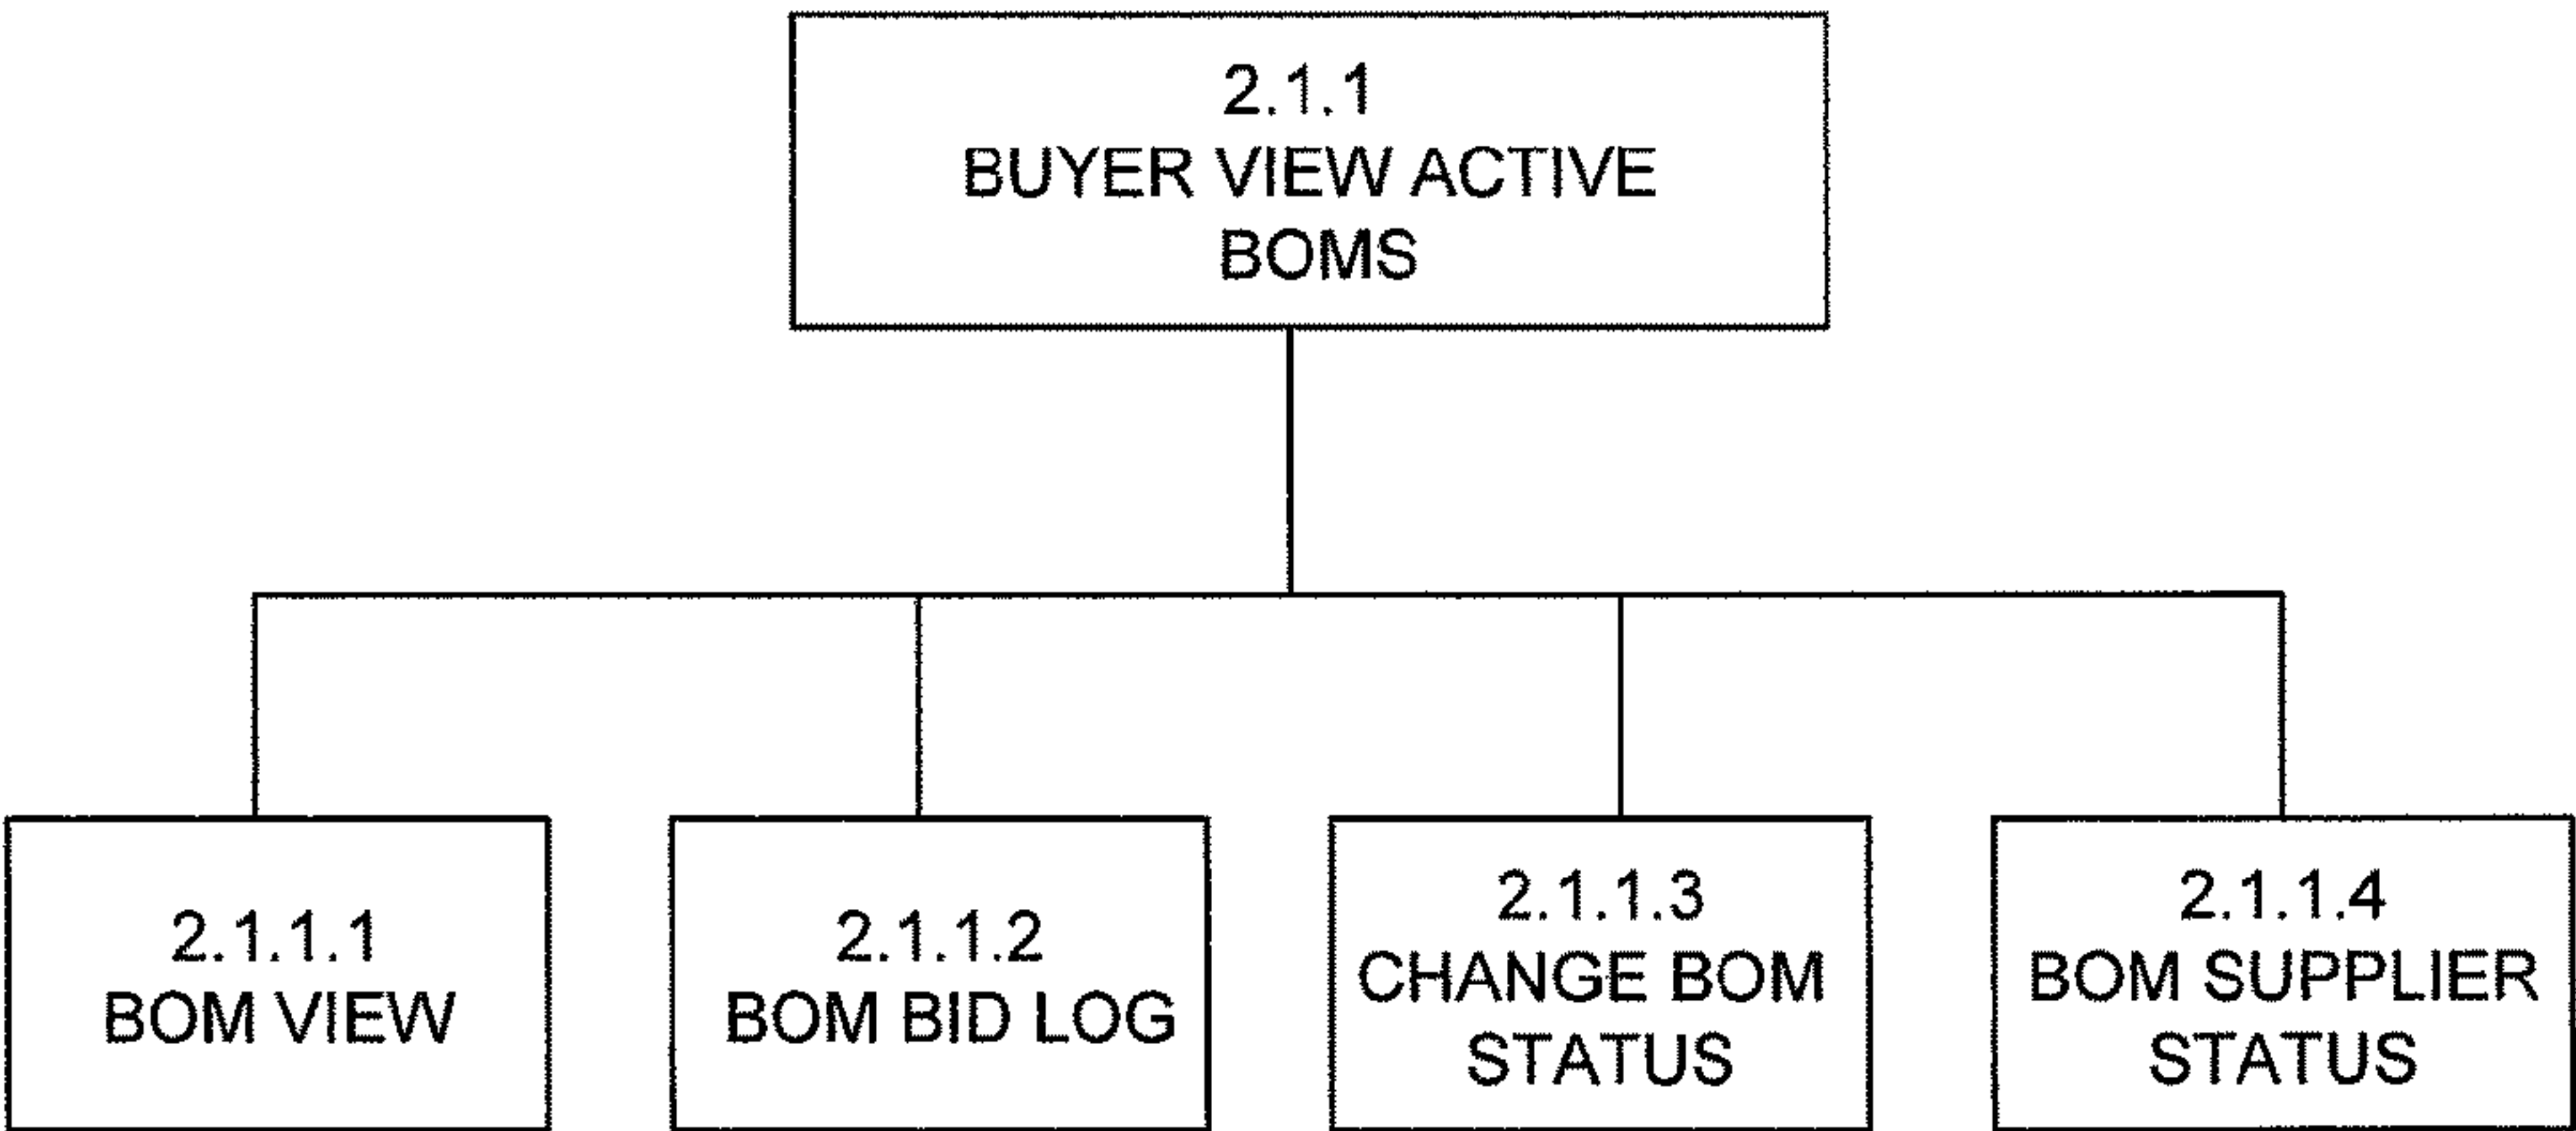 2.1.1
BUYER VIEW ACTIVE
BOMS
2.1.1.1
BOM VIEW
2.1.1.2
BOM BID LOG
2.1.1.3
CHANGE BOM
STATUS
2.1.1.4
BOM SUPPLIER
STATUS